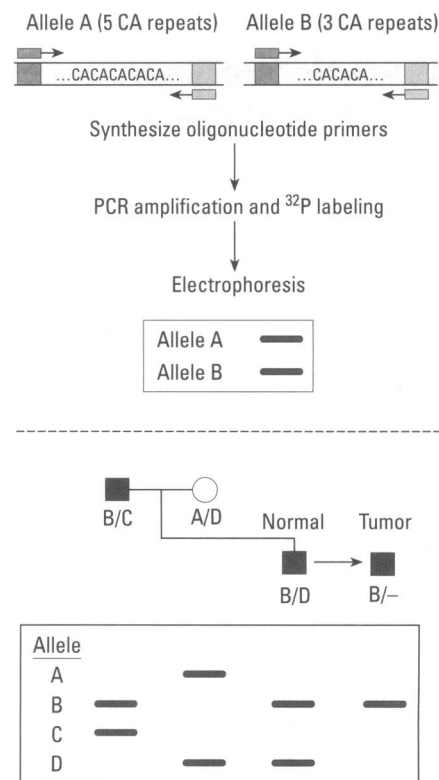 Allele A (5 CA repeats) Allele B (3 CA repeats)
...CACACACACA... ...CACACA...
Synthesize oligonucleotide primers
PCR amplification and ³²P labeling
Electrophoresis
Allele A
Allele B
B/C A/D Normal Tumor
B/D B/–
Allele
A
B
C
D